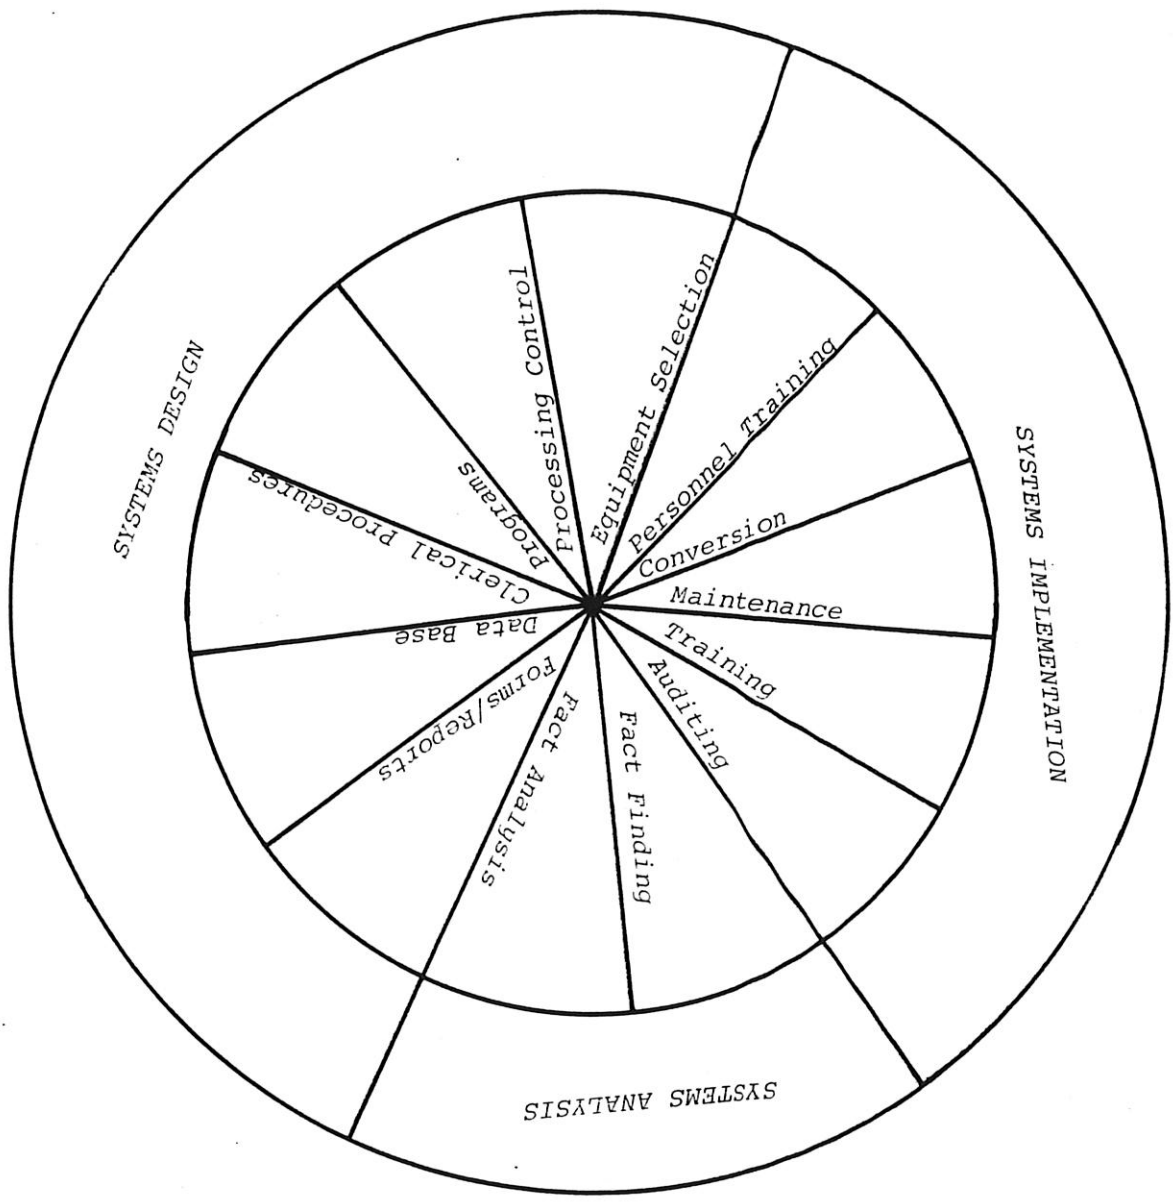 SYSTEMS DESIGN
SYSTEMS IMPLEMENTATION
SYSTEMS ANALYSIS
Processing Control
Equipment Selection
Personnel Training
Conversion
Maintenance
Training
Auditing
Fact Finding
Fact Analysis
Forms/Reports
Data Base
Clerical Procedures
Programs